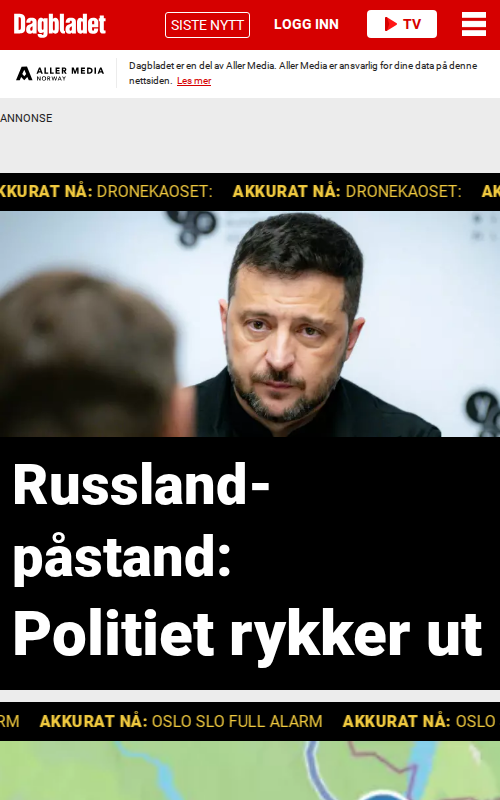 Dagbladet
SISTE NYTT
LOGG INN
TV
ALLER MEDIA
NORWAY
Dagbladet er en del av Aller Media. Aller Media er ansvarlig for dine data på denne
nettsiden. Les mer
ANNONSE
KKURAT NÅ: DRONEKAOSET: AKKURAT NÅ: DRONEKAOSET: AK
Russland-
påstand:
Politiet rykker ut
RM AKKURAT NÅ: OSLO SLO FULL ALARM AKKURAT NÅ: OSLO